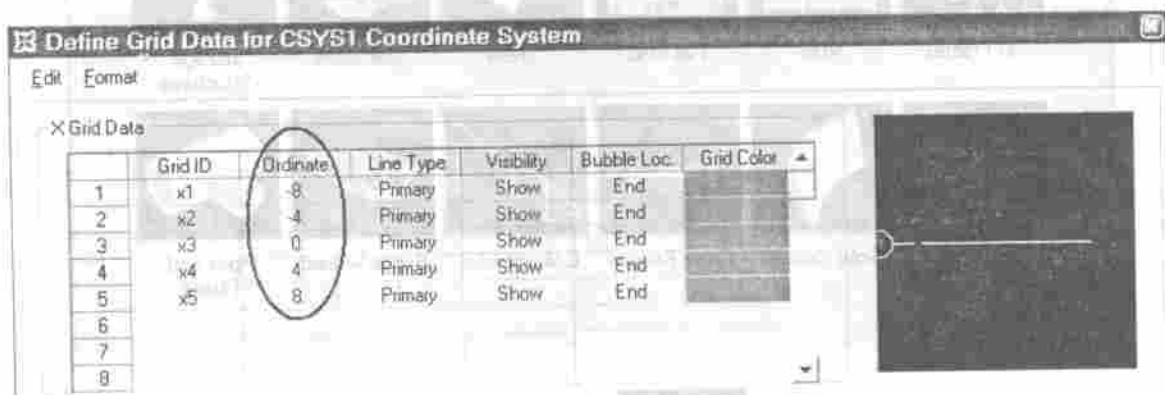 Define Grid Data for CSYS1 Coordinate System
Edit Format
X Grid Data
Grid ID Ordinate Line Type Visibility Bubble Loc. Grid Color
1 x1 -8. Primary Show End
2 x2 -4 Primary Show End
3 x3 0. Primary Show End
4 x4 4. Primary Show End
5 x5 8. Primary Show End
6
7
8